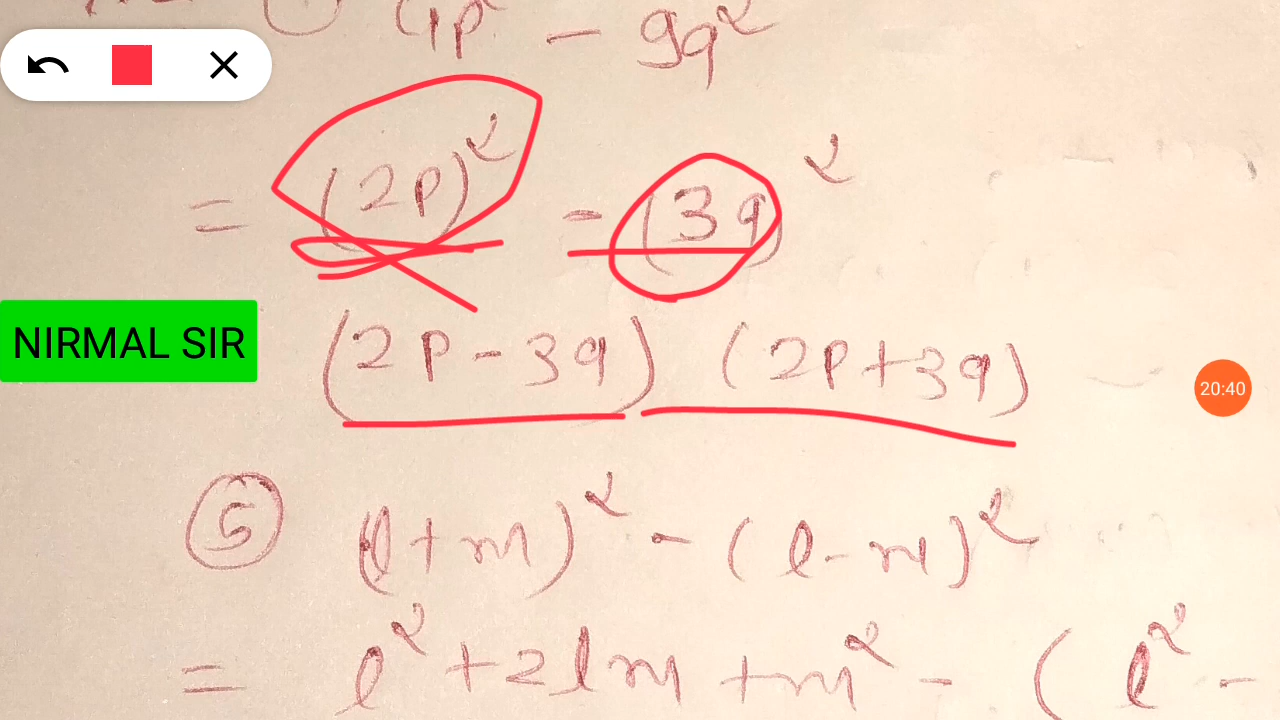 4p² - 9q²
= (2p)² - (3q)²
NIRMAL SIR
(2p-3q) (2p+3q)
20:40
5 (l+m)² - (l-m)²
= l² + 2lm + m² - (l² -